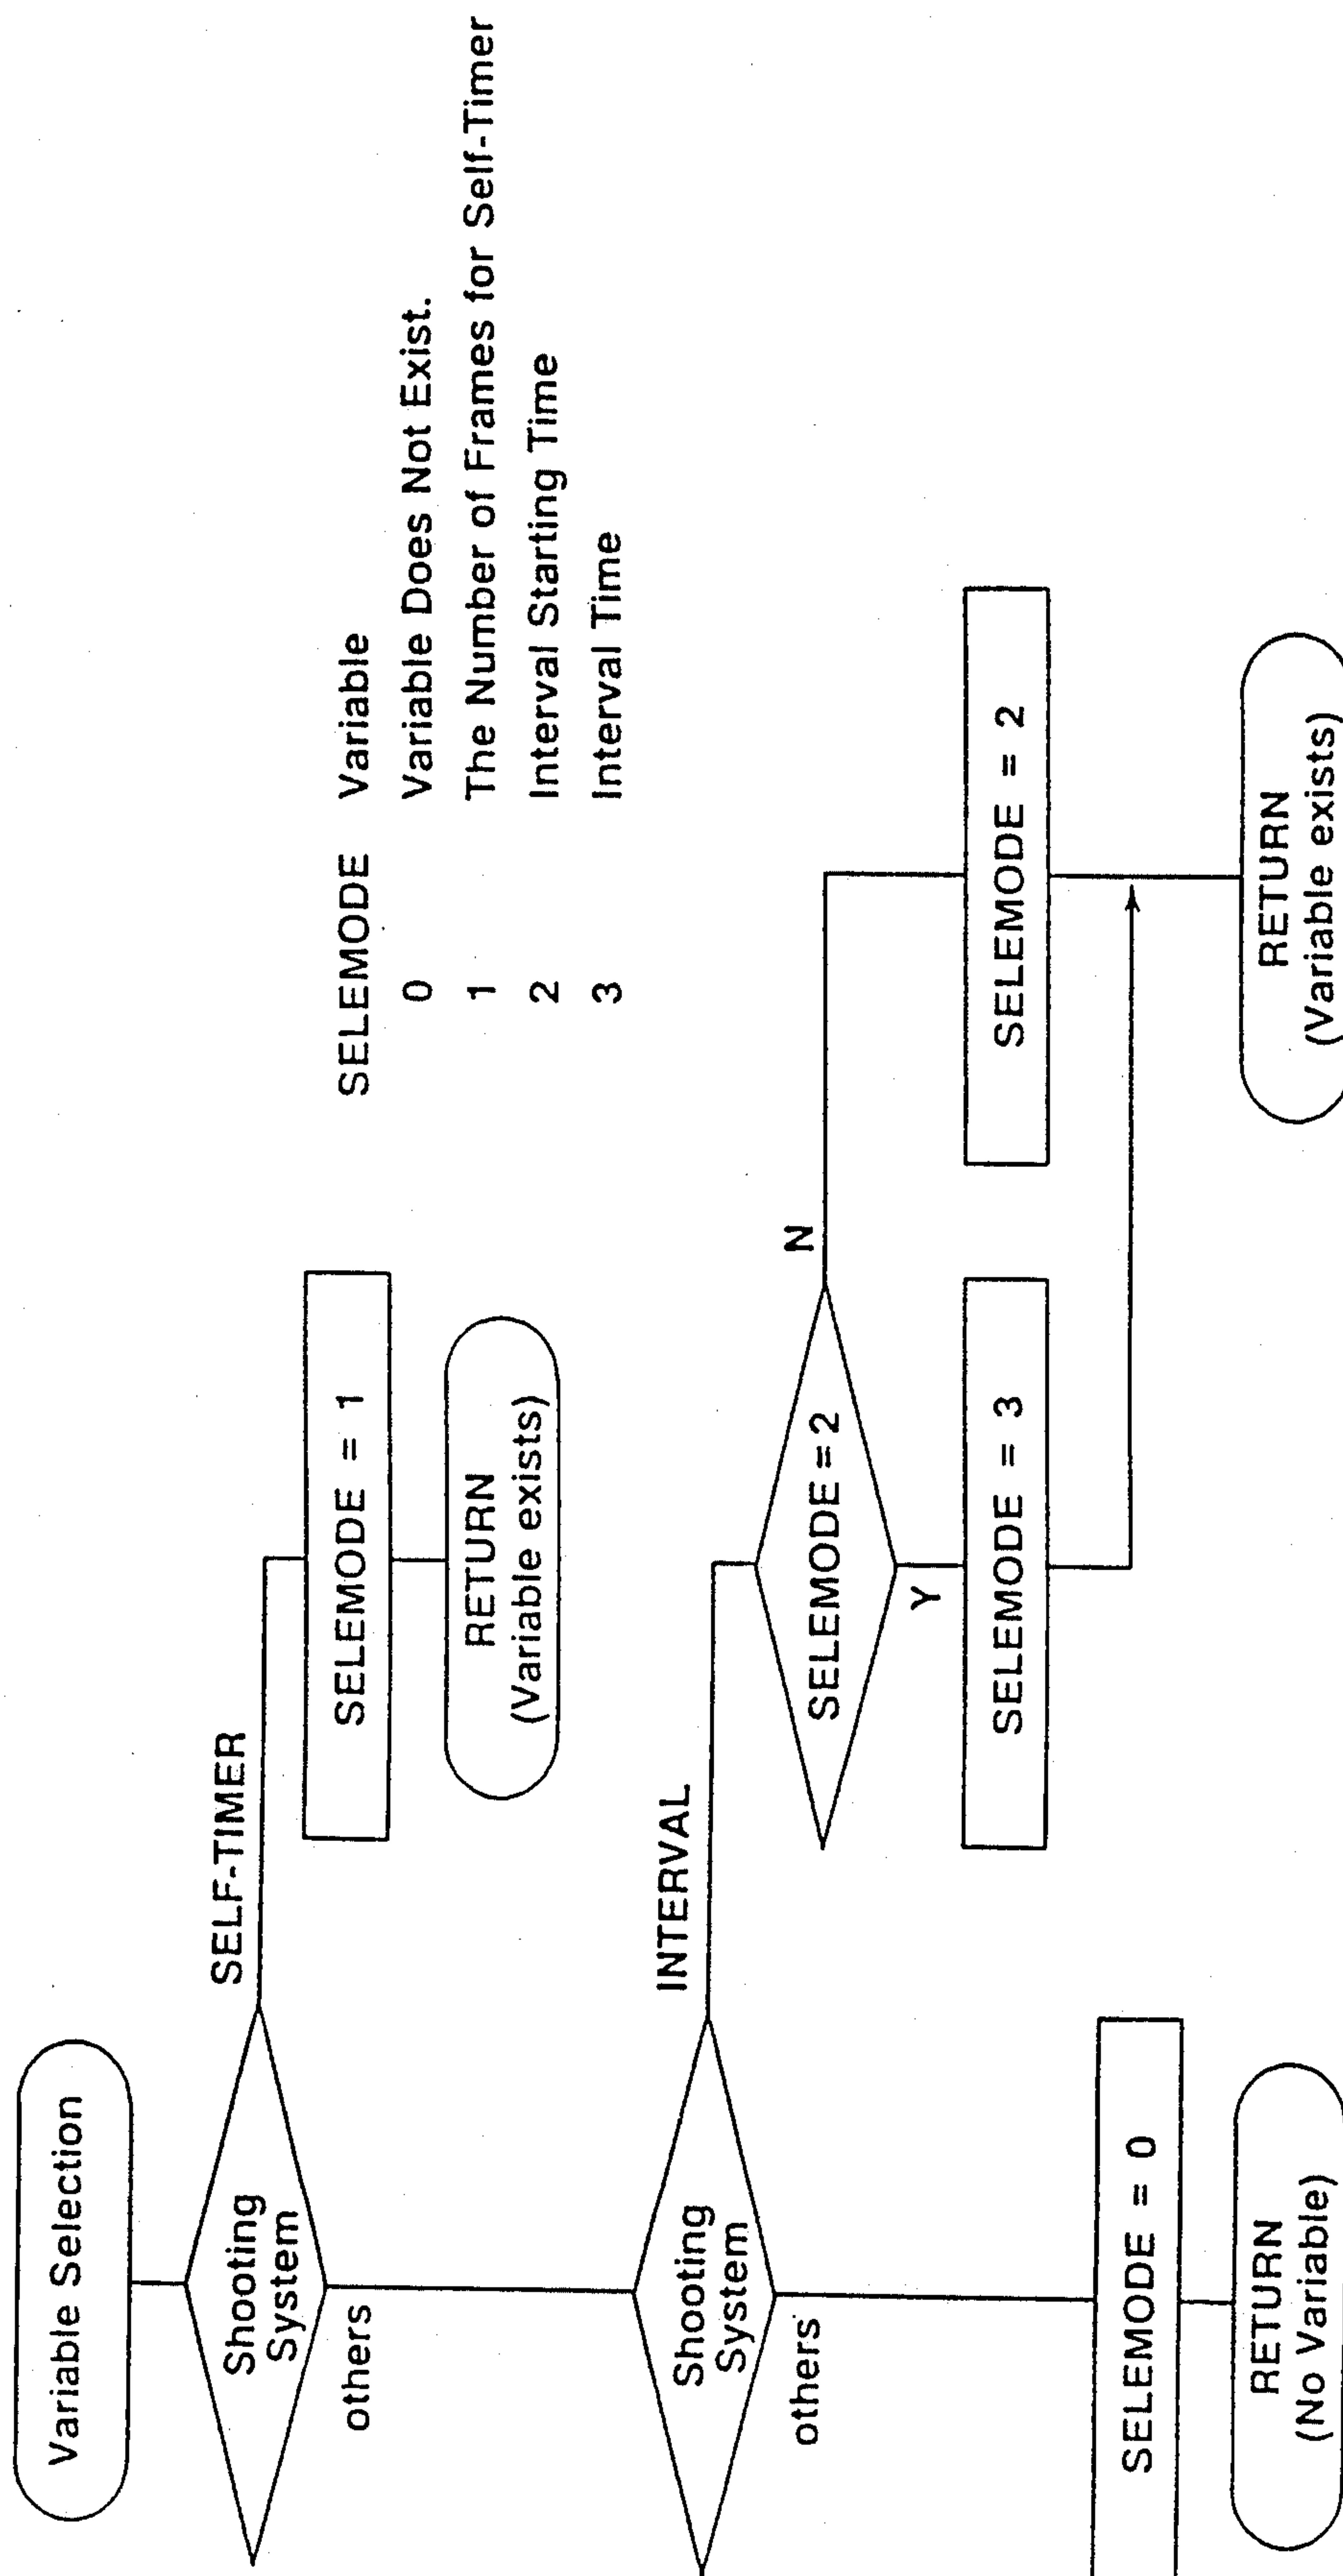 Variable Selection
Shooting
System
SELF-TIMER
others
SELEMODE = 1
RETURN
(Variable exists)
SELEMODE Variable
0 Variable Does Not Exist.
1 The Number of Frames for Self-Timer
2 Interval Starting Time
3 Interval Time
Shooting
System
INTERVAL
others
SELEMODE = 2
N
Y
SELEMODE = 3
SELEMODE = 2
RETURN
(Variable exists)
SELEMODE = 0
RETURN
(No Variable)